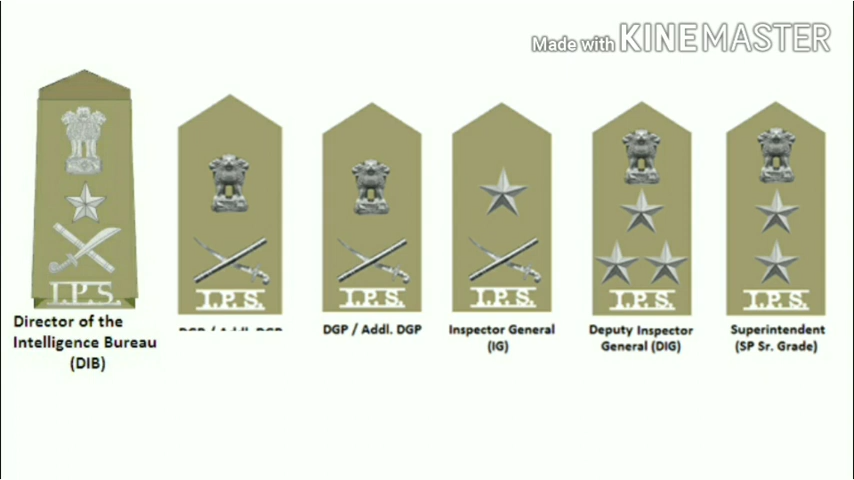 Made with KINEMASTER
I.P.S.
Director of the
Intelligence Bureau
(DIB)
I.P.S.
I.P.S.
DGP / Addl. DGP
I.P.S.
Inspector General
(IG)
I.P.S.
Deputy Inspector
General (DIG)
I.P.S.
Superintendent
(SP Sr. Grade)